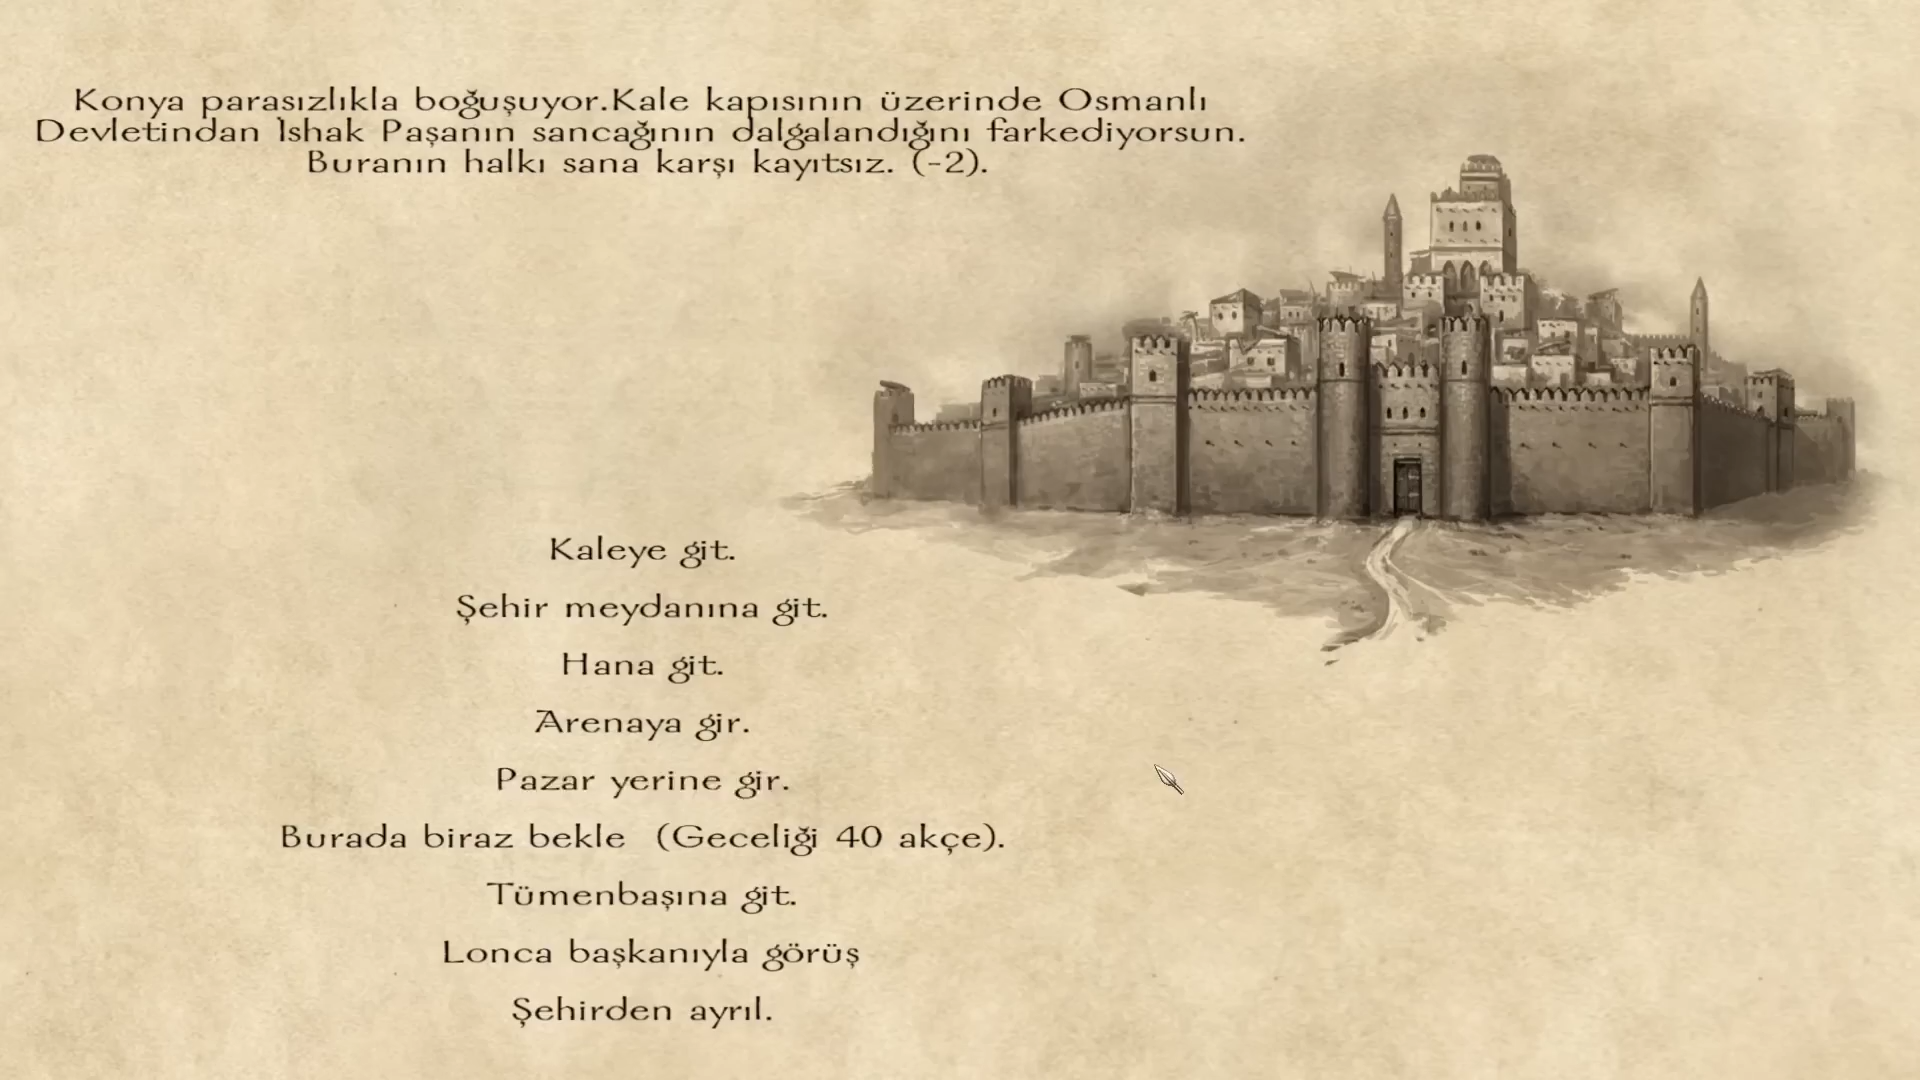 Konya parasızlıkla boğuşuyor.Kale kapısının üzerinde Osmanlı
Devletindan İshak Paşanın sancağının dalgalandığını farkediyorsun.
Buranın halkı sana karşı kayıtsız. (-2).
Kaleye git.
Şehir meydanına git.
Hana git.
Arenaya gir.
Pazar yerine gir.
Burada biraz bekle  (Geceliği 40 akçe).
Tümenbaşına git.
Lonca başkanıyla görüş
Şehirden ayrıl.